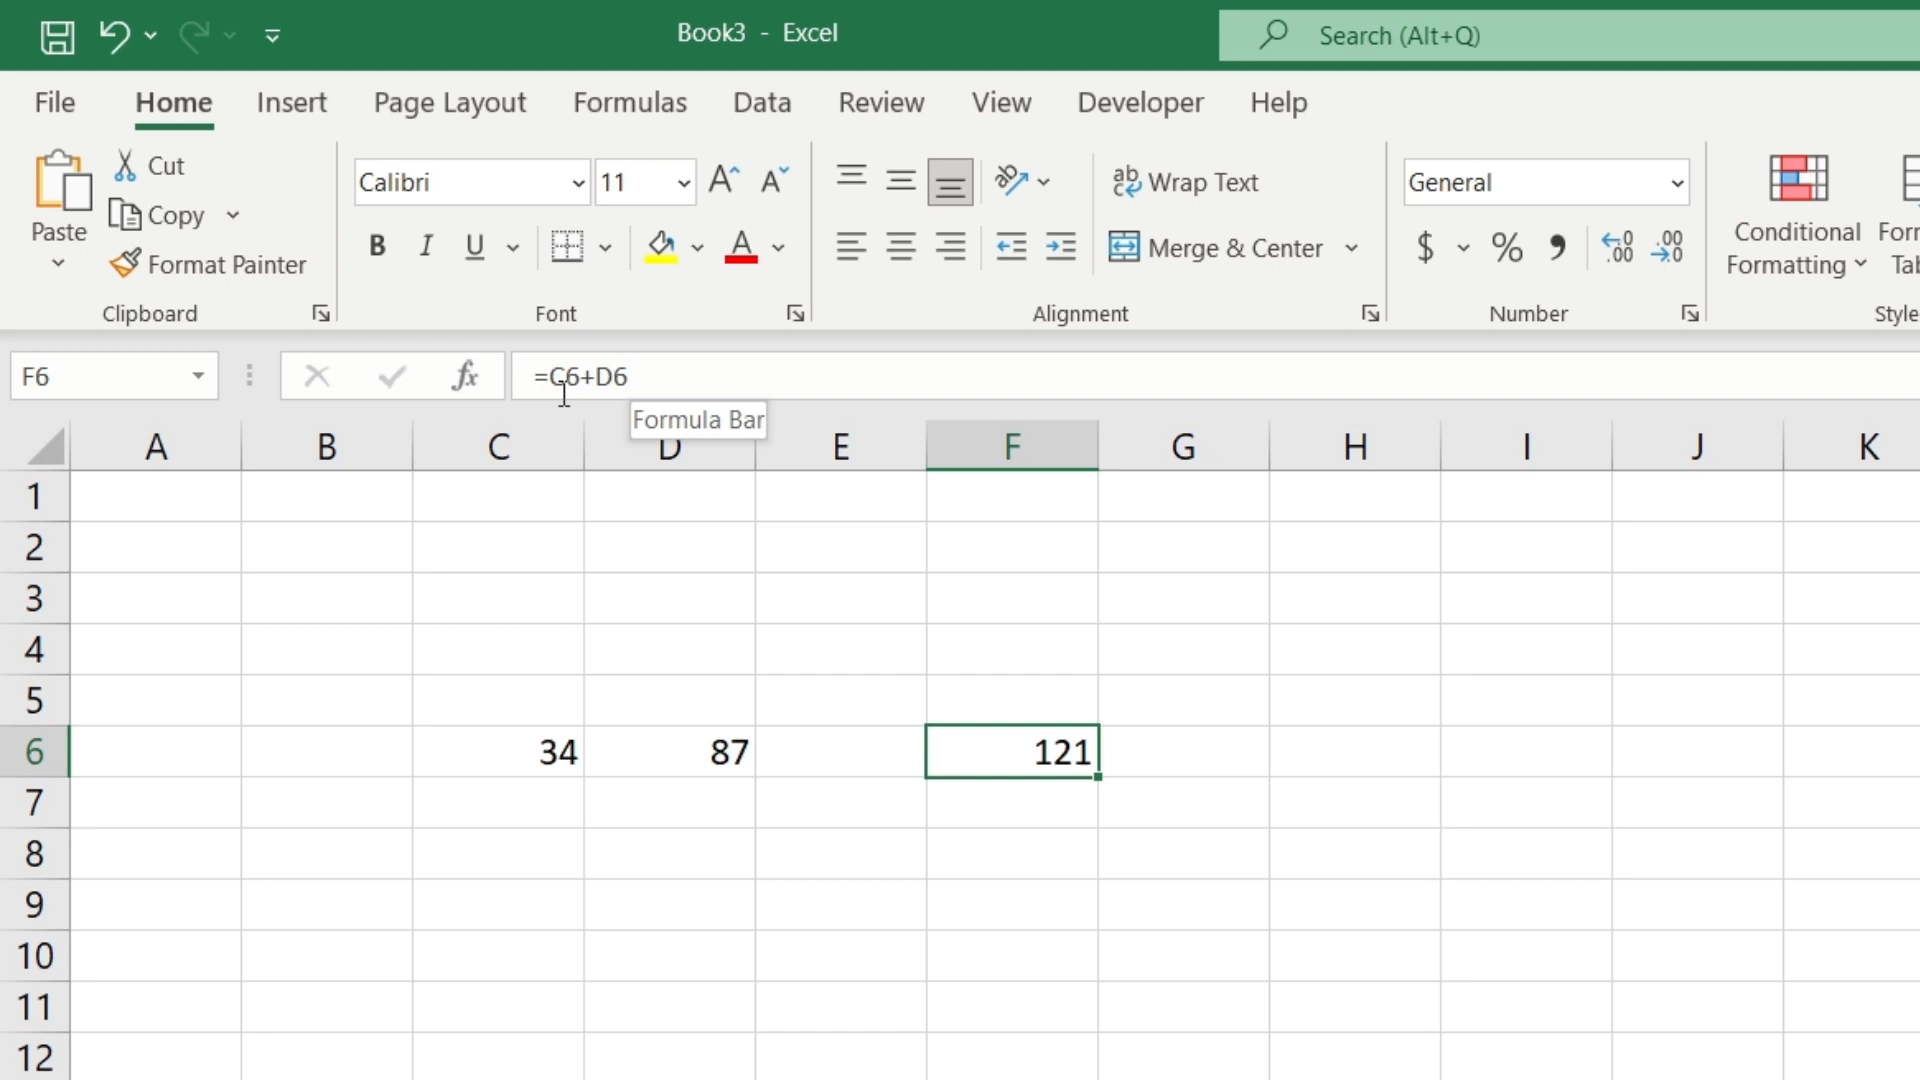 Book3 - Excel
Search (Alt+Q)
File Home Insert Page Layout Formulas Data Review View Developer Help
Paste
Cut
Copy
Format Painter
Clipboard
Calibri 11
B I U
Font
Wrap Text
Merge & Center
Alignment
General
$ % ,
Number
Conditional
Formatting
F6
fx
=C6+D6
Formula Bar
A B C D E F G H I J K
1
2
3
4
5
6 34 87 121
7
8
9
10
11
12